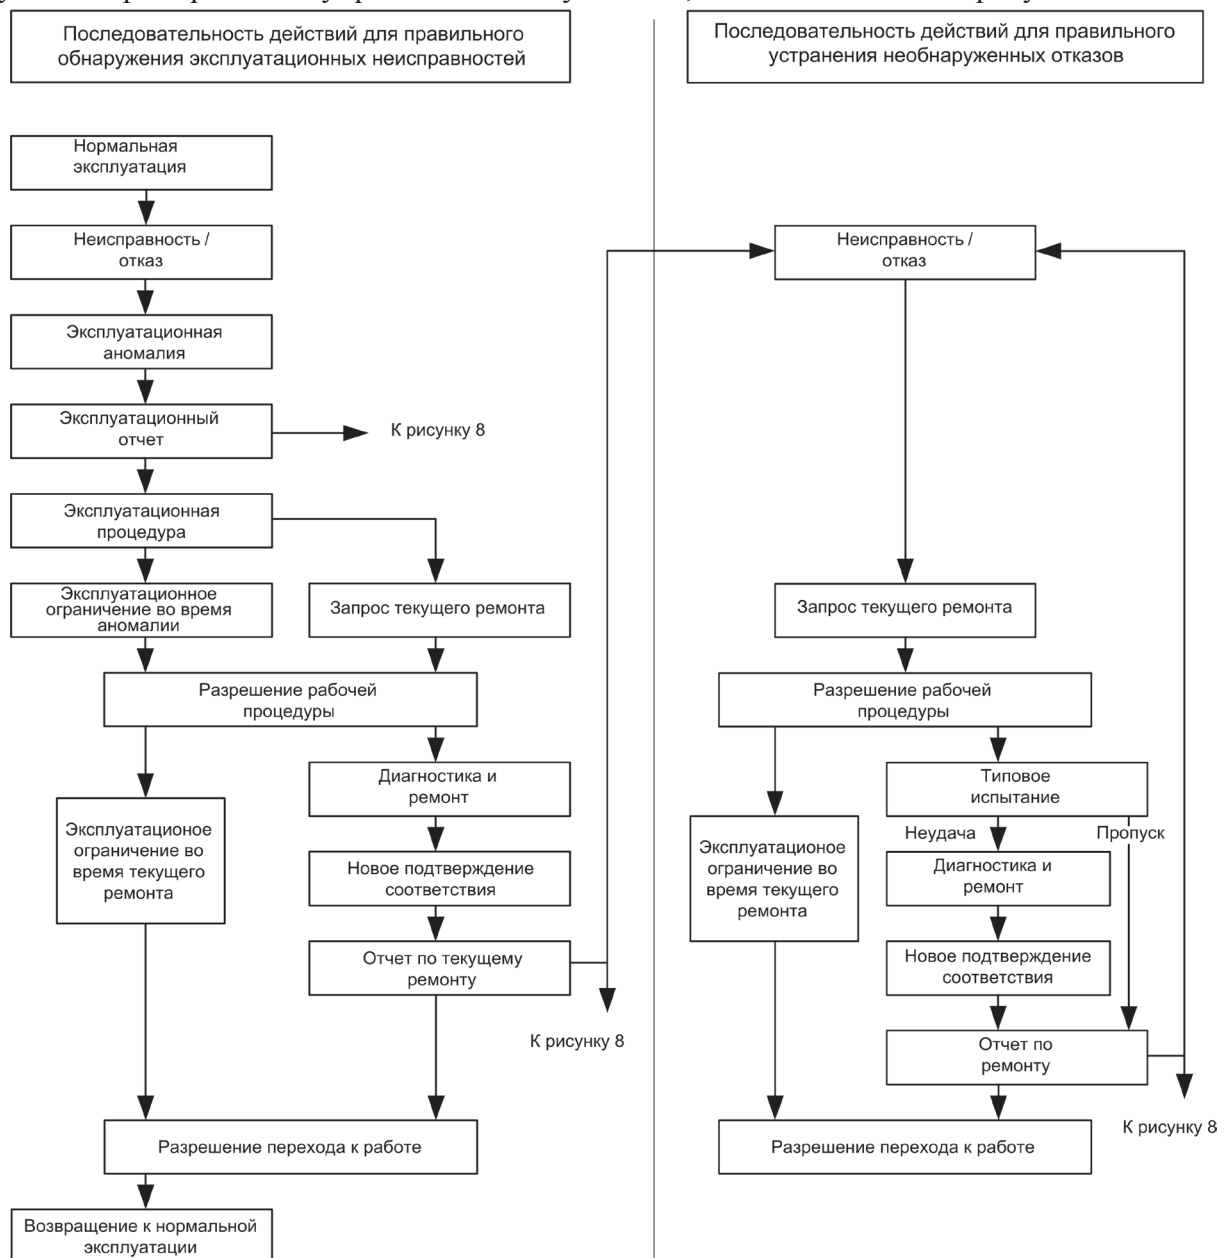 Последовательность действий для правильного
обнаружения эксплуатационных неисправностей
Последовательность действий для правильного
устранения необнаруженных отказов
Нормальная
эксплуатация
Неисправность /
отказ
Эксплуатационная
аномалия
Эксплуатационный
отчет
К рисунку 8
Эксплуатационная
процедура
Эксплуатационное
ограничение во время
аномалии
Запрос текущего ремонта
Разрешение рабочей
процедуры
Диагностика и
ремонт
Эксплуатационое
ограничение во
время текущего
ремонта
Новое подтверждение
соответствия
Отчет по текущему
ремонту
К рисунку 8
Разрешение перехода к работе
Возвращение к нормальной
эксплуатации
Неисправность /
отказ
Запрос текущего ремонта
Разрешение рабочей
процедуры
Типовое
испытание
Неудача
Пропуск
Эксплуатационое
ограничение во
время текущего
ремонта
Диагностика и
ремонт
Новое подтверждение
соответствия
Отчет по
ремонту
К рисунку 8
Разрешение перехода к работе